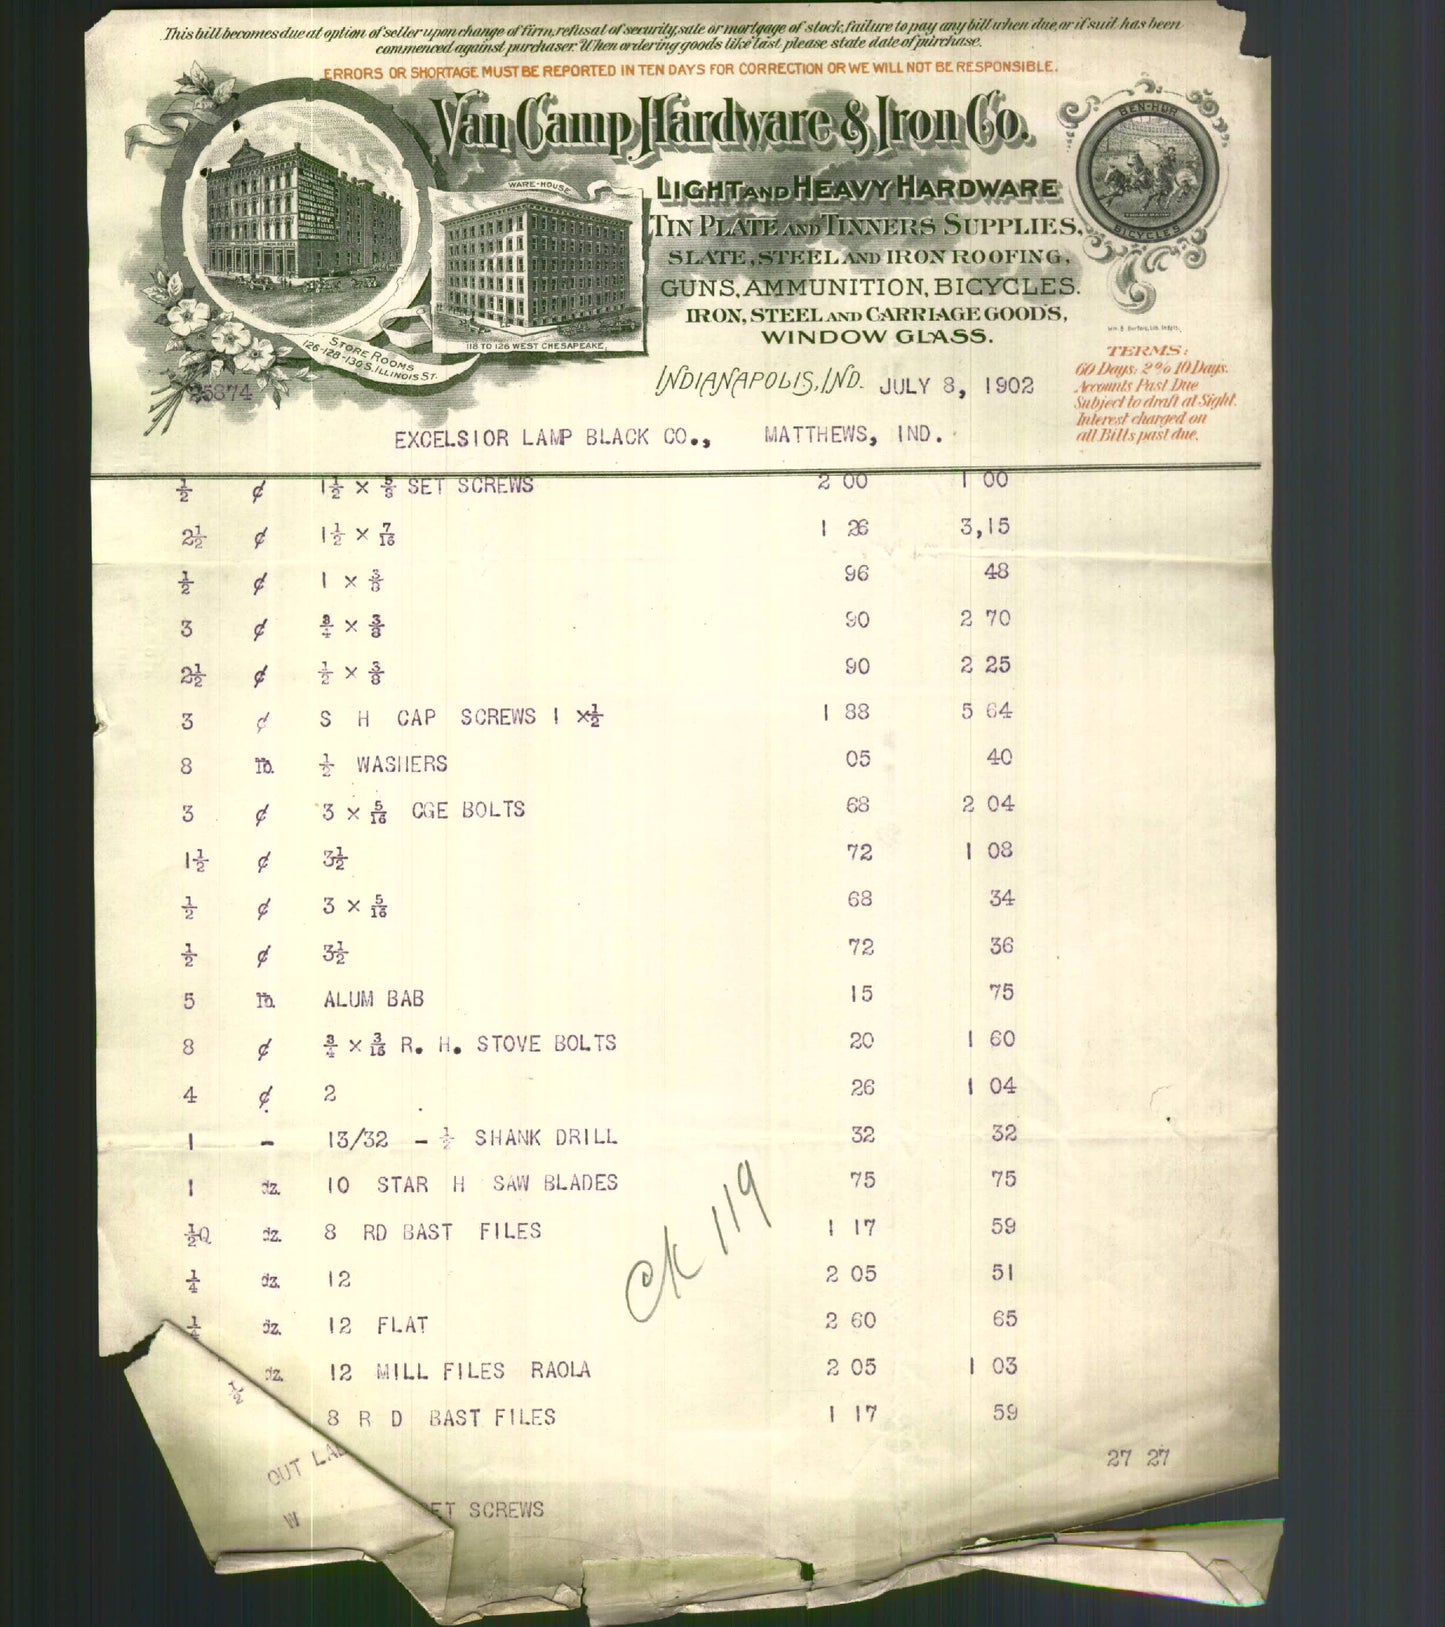 This bill becomes due at option of seller upon change of firm, refusal of security, sale or mortgage of stock, failure to pay any bill when due, or if suit has been
commenced against purchaser. When ordering goods like last please state date of purchase.
ERRORS OR SHORTAGE MUST BE REPORTED IN TEN DAYS FOR CORRECTION OR WE WILL NOT BE RESPONSIBLE.
Van Camp Hardware & Iron Co.
BEN-HUR
BICYCLES
WARE-HOUSE
118 TO 126 WEST CHESAPEAKE.
STORE ROOMS
126-128-130 S. ILLINOIS ST.
LIGHT AND HEAVY HARDWARE
TIN PLATE AND TINNERS SUPPLIES,
SLATE, STEEL AND IRON ROOFING,
GUNS, AMMUNITION, BICYCLES.
IRON, STEEL AND CARRIAGE GOODS,
WINDOW GLASS.
TERMS:
60 Days: 2% 10 Days.
Accounts Past Due
Subject to draft at Sight.
Interest charged on
all Bills past due.
25874
INDIANAPOLIS, IND. JULY 8, 1902
EXCELSIOR LAMP BLACK CO., MATTHEWS, IND.
½ ¢ 1½ × ⅝ SET SCREWS 2 00 1 00
2½ ¢ 1½ × 7/16 1 26 3,15
½ ¢ 1 × ⅜ 96 48
3 ¢ ¾ × ⅜ 90 2 70
2½ ¢ ½ × ⅜ 90 2 25
3 ¢ S H CAP SCREWS 1 ×½ 1 88 5 64
8 lb. ½ WASHERS 05 40
3 ¢ 3 × 5/16 CGE BOLTS 68 2 04
1½ ¢ 3½ 72 1 08
½ ¢ 3 × 5/16 68 34
½ ¢ 3½ 72 36
5 lb. ALUM BAB 15 75
8 ¢ ¾ × 3/16 R. H. STOVE BOLTS 20 1 60
4 ¢ 2 26 1 04
1 – 13/32 – ½ SHANK DRILL 32 32
1 dz. 10 STAR H SAW BLADES 75 75
½Q dz. 8 RD BAST FILES 1 17 59
¼ dz. 12 2 05 51
¼ dz. 12 FLAT 2 60 65
½ dz. 12 MILL FILES RAOLA 2 05 1 03
8 R D BAST FILES 1 17 59
27 27
OUT
W
ET SCREWS
CK 119